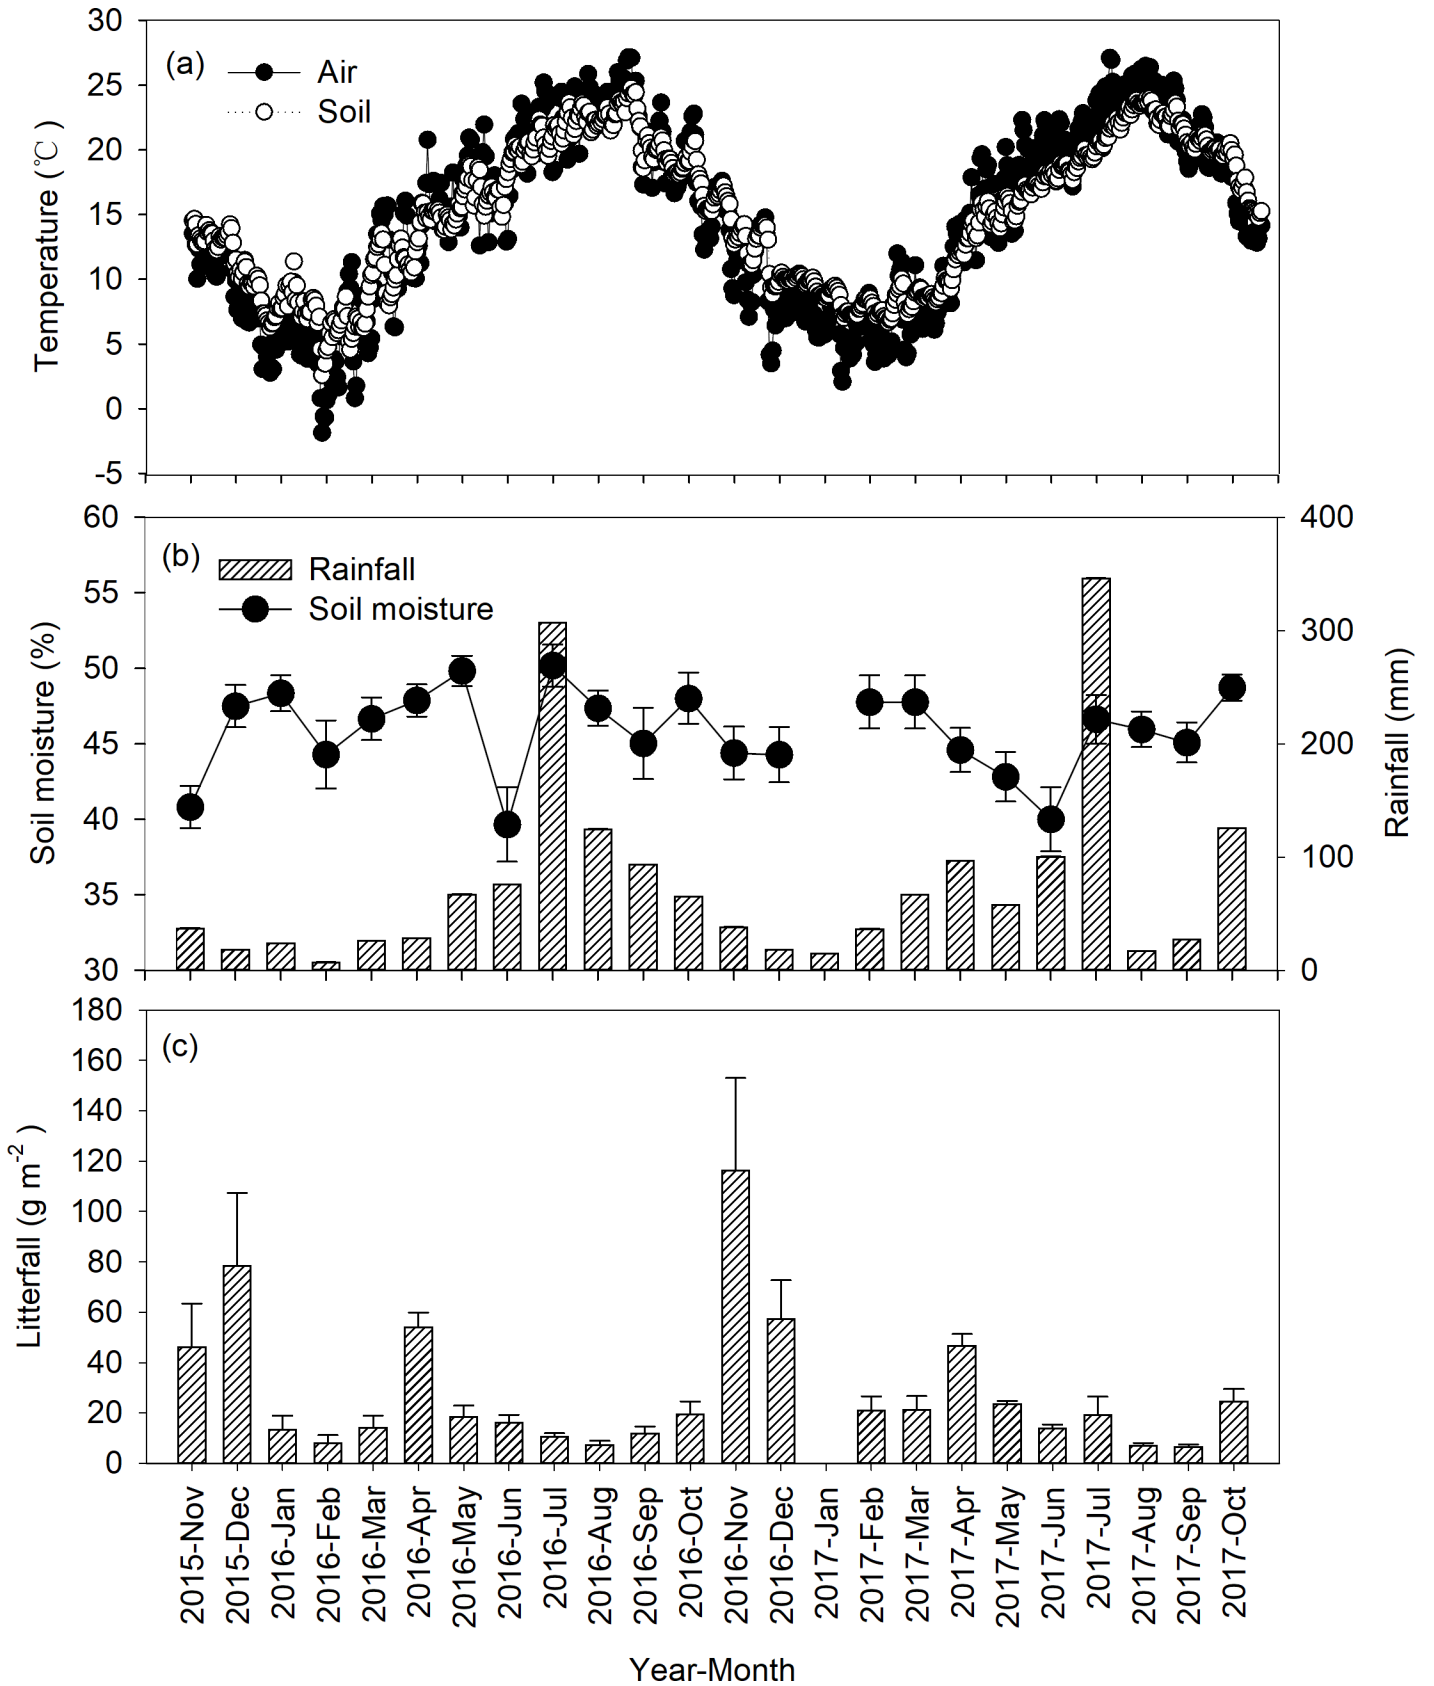 30
25
20
15
10
5
0
-5
Temperature (℃)
(a)
Air
Soil
60
55
50
45
40
35
30
Soil moisture (%)
(b)
Rainfall
Soil moisture
400
300
200
100
0
Rainfall (mm)
180
160
140
120
100
80
60
40
20
0
Litterfall (g m-2 )
(c)
2015-Nov
2015-Dec
2016-Jan
2016-Feb
2016-Mar
2016-Apr
2016-May
2016-Jun
2016-Jul
2016-Aug
2016-Sep
2016-Oct
2016-Nov
2016-Dec
2017-Jan
2017-Feb
2017-Mar
2017-Apr
2017-May
2017-Jun
2017-Jul
2017-Aug
2017-Sep
2017-Oct
Year-Month